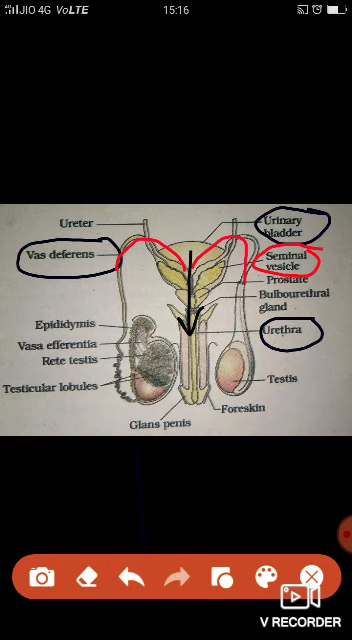 JIO 4G VoLTE
15:16
Ureter
Urinary
bladder
Vas deferens
Seminal
vesicle
Prostate
Bulbourethral
gland
Epididymis
Urethra
Vasa efferentia
Rete testis
Testicular lobules
Testis
Foreskin
Glans penis
V RECORDER